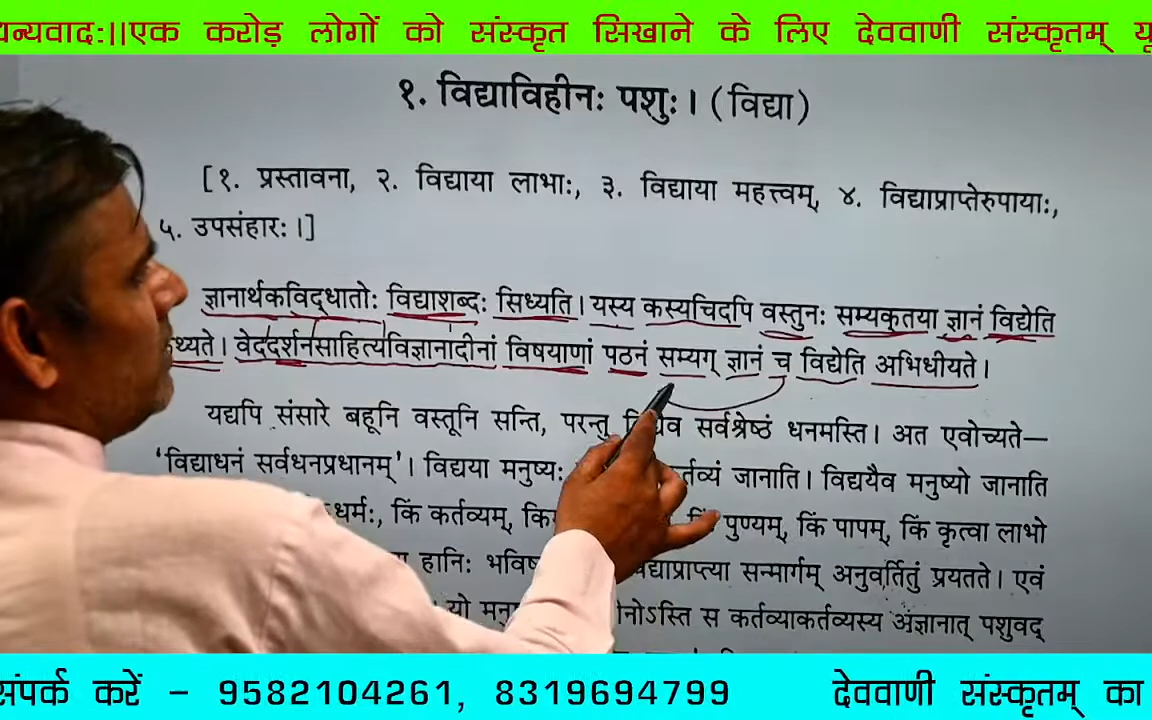 धन्यवाद:।।एक करोड़ लोगों को संस्कृत सिखाने के लिए देववाणी संस्कृतम् यू
१. विद्याविहीनः पशुः। (विद्या)
[१. प्रस्तावना, २. विद्याया लाभाः, ३. विद्याया महत्त्वम्, ४. विद्याप्राप्तेरुपायाः,
५. उपसंहारः।]
ज्ञानार्थकविद्धातोः विद्याशब्दः सिध्यति। यस्य कस्यचिदपि वस्तुनः सम्यक्तया ज्ञानं विद्येति
कथ्यते। वेददर्शनसाहित्यविज्ञानादीनां विषयाणां पठनं सम्यग् ज्ञानं च विद्येति अभिधीयते।
यद्यपि संसारे बहूनि वस्तूनि सन्ति, परन्तु सर्वश्रेष्ठं धनमस्ति। अत एवोच्यते—
'विद्याधनं सर्वधनप्रधानम्'। विद्यया मनुष्यः जानाति। विद्ययैव मनुष्यो जानाति
किं कर्तव्यम्, पुण्यम्, किं पापम्, किं कृत्वा लाभो
हानिः सन्मार्गम् अनुवर्तितुं प्रयतते। एवं
यो स कर्तव्याकर्तव्यस्य अज्ञानात् पशुवद्
संपर्क करें – 9582104261, 8319694799 देववाणी संस्कृतम् का